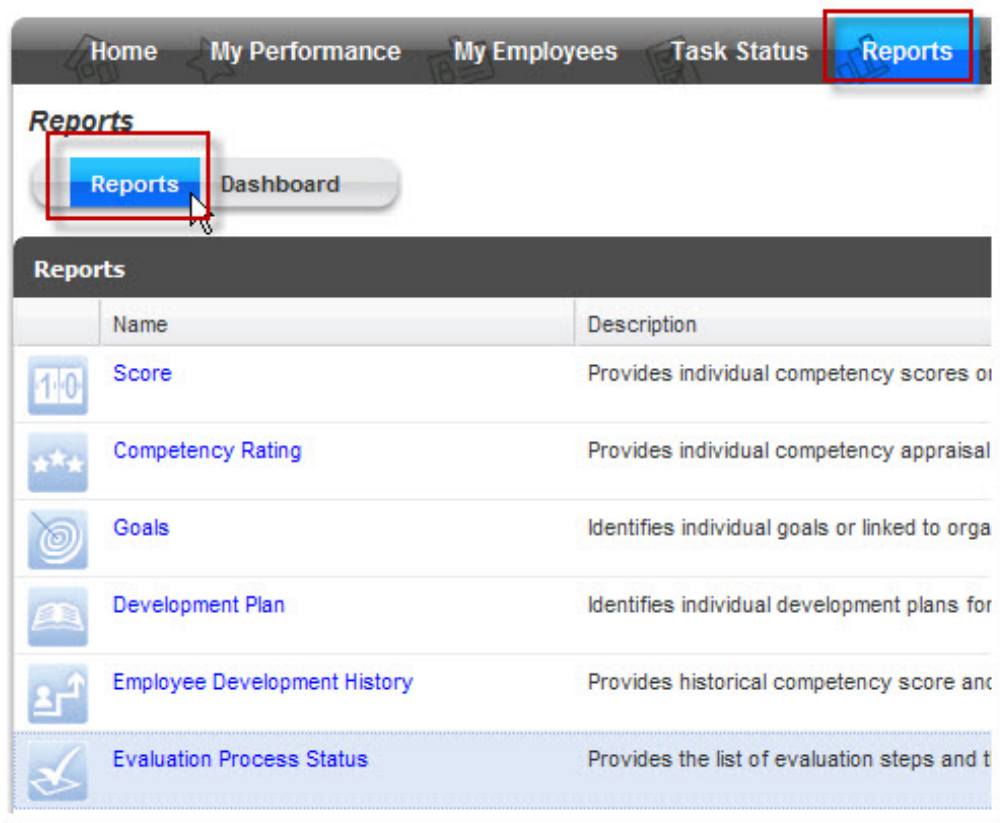 Home My Performance My Employees Task Status Reports
Reports
Reports Dashboard
Reports
Name Description
1 0 Score Provides individual competency scores or
Competency Rating Provides individual competency appraisal
Goals Identifies individual goals or linked to orga
Development Plan Identifies individual development plans for
Employee Development History Provides historical competency score and
Evaluation Process Status Provides the list of evaluation steps and t